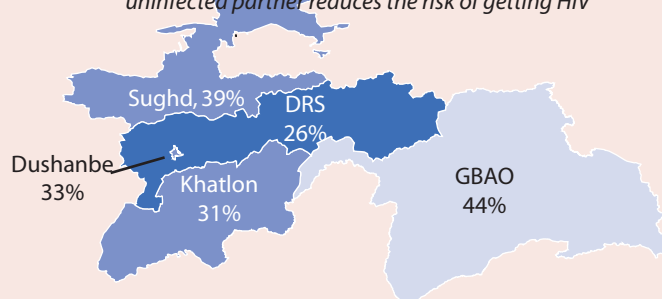 uninfected partner reduces the risk of getting HIV
Sughd, 39%
DRS
26%
Dushanbe
33%
Khatlon
31%
GBAO
44%